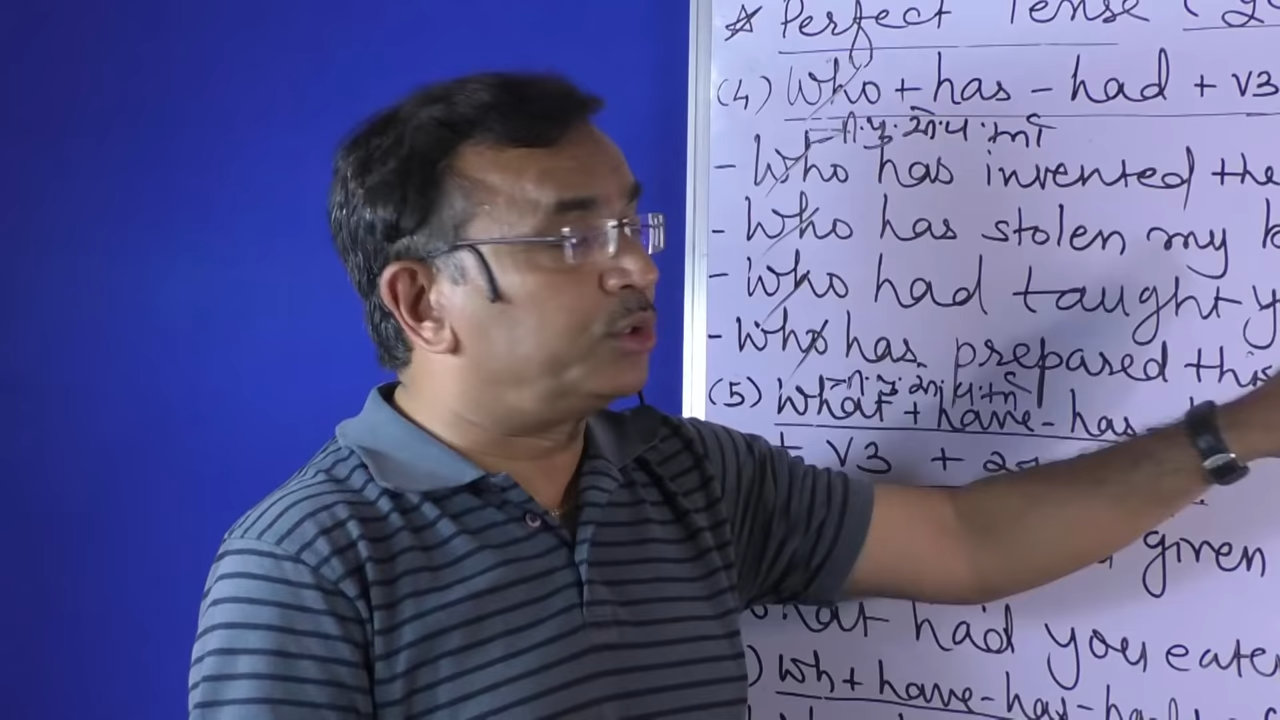 ☆ Perfect Tense (
(4) Who + has - had + V3
- Who has invented the
- Who has stolen my
- Who had taught y
- Who has prepared this
(5) what + have - has -
+ V3 +
given
what had you eate
) wh + have - has - had